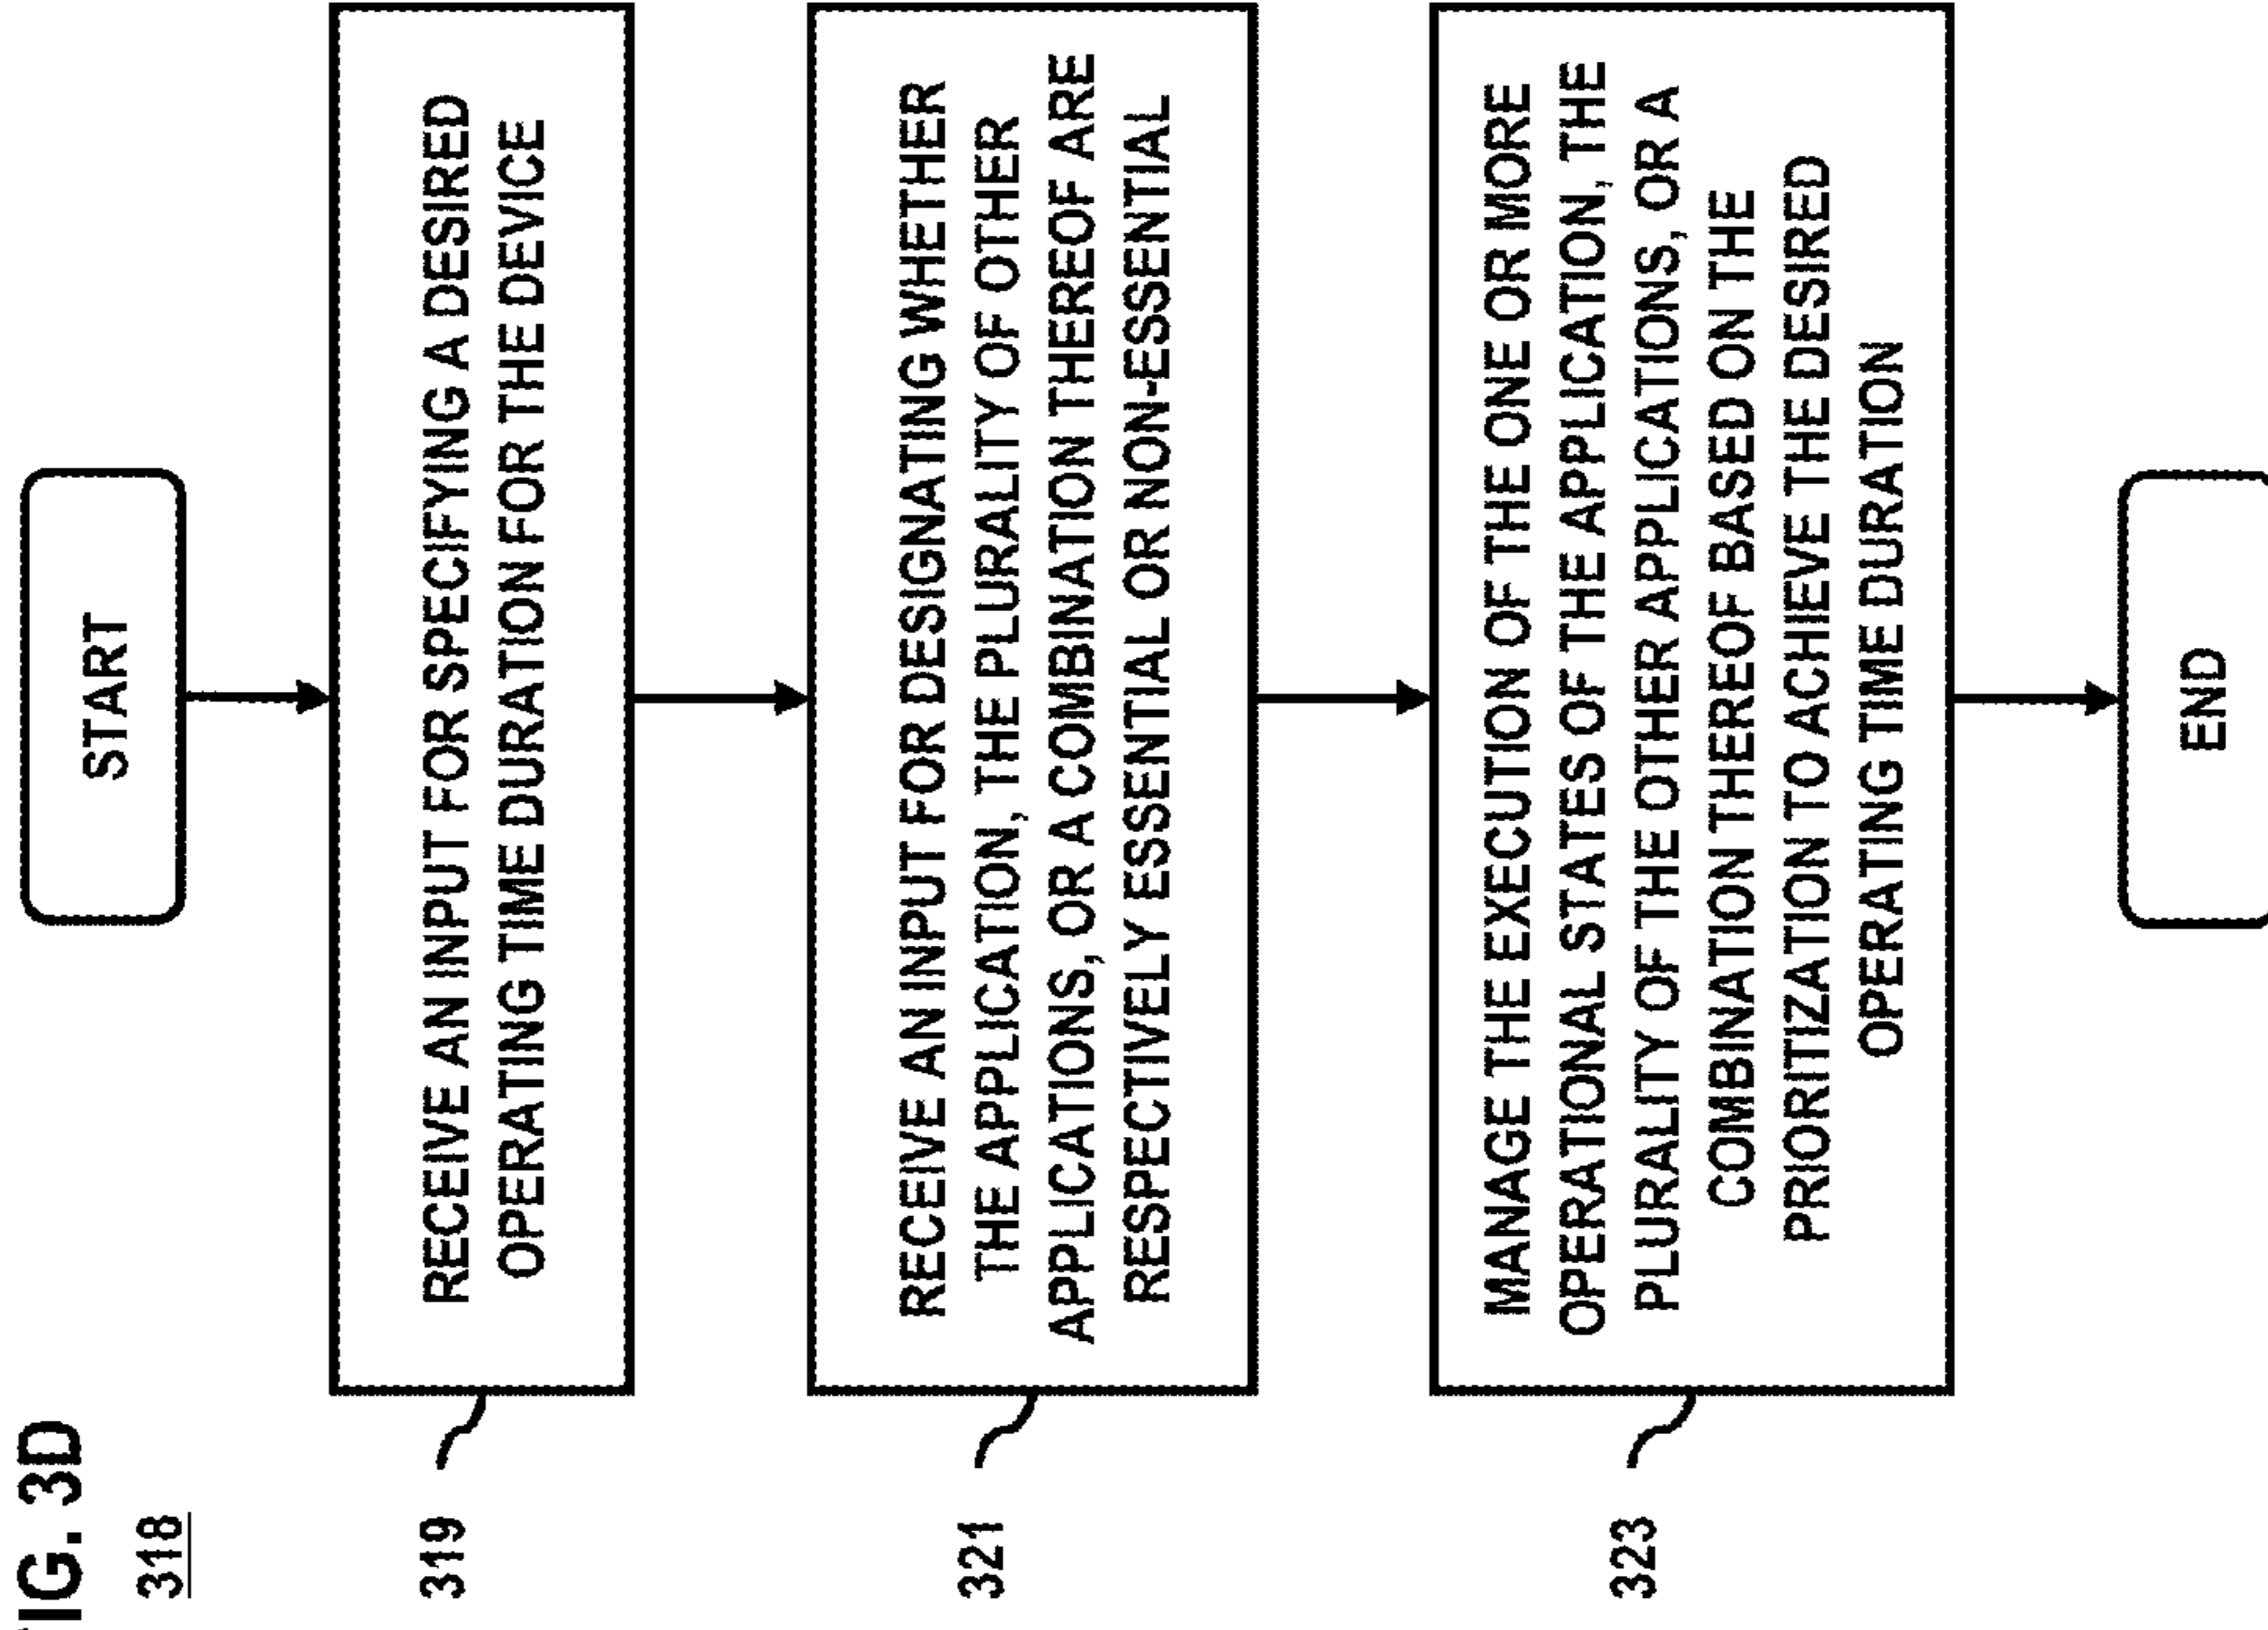 FIG. 3D
318
START
319
RECEIVE AN INPUT FOR SPECIFYING A DESIRED
OPERATING TIME DURATION FOR THE DEVICE
321
RECEIVE AN INPUT FOR DESIGNATING WHETHER
THE APPLICATION, THE PLURALITY OF OTHER
APPLICATIONS, OR A COMBINATION THEREOF ARE
RESPECTIVELY ESSENTIAL OR NON-ESSENTIAL
323
MANAGE THE EXECUTION OF THE ONE OR MORE
OPERATIONAL STATES OF THE APPLICATION, THE
PLURALITY OF THE OTHER APPLICATIONS, OR A
COMBINATION THEREOF BASED ON THE
PRIORITIZATION TO ACHIEVE THE DESIRED
OPERATING TIME DURATION
END